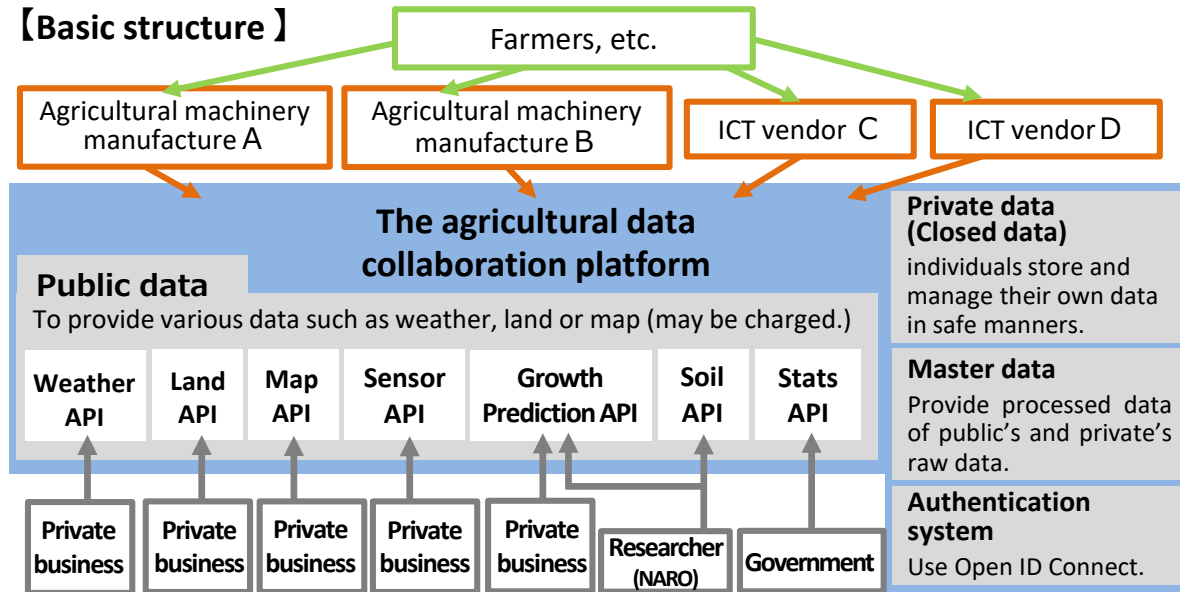 【Basic structure 】
Farmers, etc.
Agricultural machinery
manufacture A
Agricultural machinery
manufacture B
ICT vendor C
ICT vendor D
The agricultural data
collaboration platform
Public data
To provide various data such as weather, land or map (may be charged.)
Weather
API
Land
API
Map
API
Sensor
API
Growth
Prediction API
Soil
API
Stats
API
Private
business
Private
business
Private
business
Private
business
Private
business
Researcher
(NARO)
Government
Private data
(Closed data)
individuals store and
manage their own data
in safe manners.
Master data
Provide processed data
of public's and private's
raw data.
Authentication
system
Use Open ID Connect.